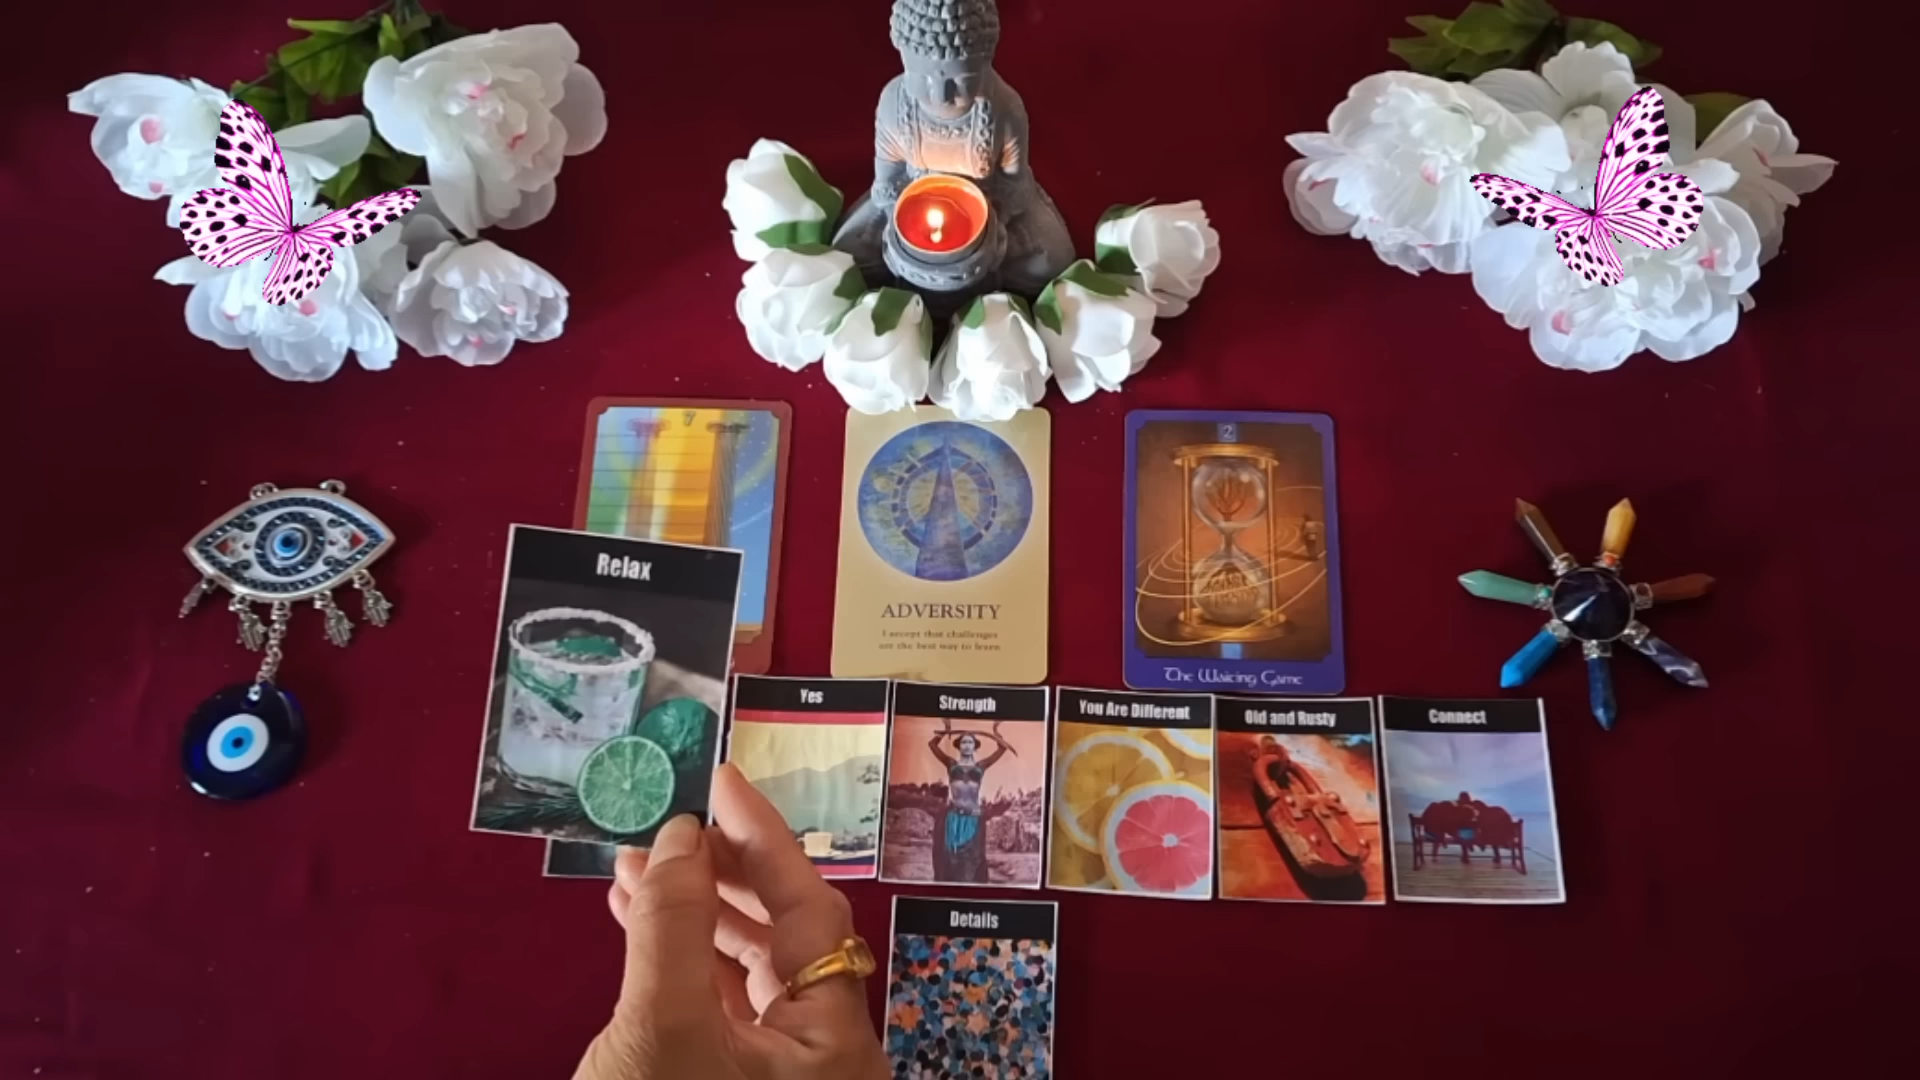 7
2
Relax
ADVERSITY
I accept that challenges
are the best way to learn
The Waiting Game
Yes
Strength
You Are Different
Old and Rusty
Connect
Details